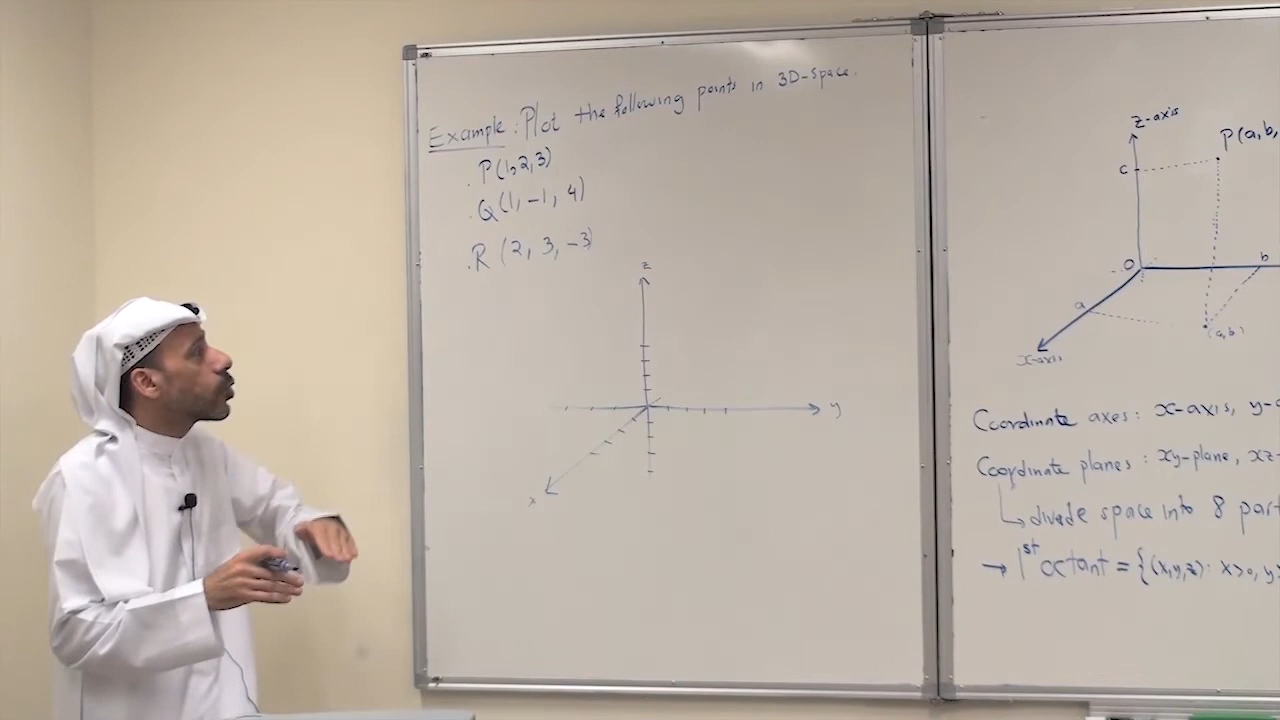 Example: Plot the following points in 3D-space.
. P(1,2,3)
. Q(1, -1, 4)
. R (2, 3, -3)
z
y
x
z-axis
P(a,b,
c
O
b
a
(a,b)
x-axis
Coordinate axes: x-axis, y-a
Coordinate planes: xy-plane, xz-
↳ divide space into 8 part
→ 1st octant = {(x,y,z): x>0, y>